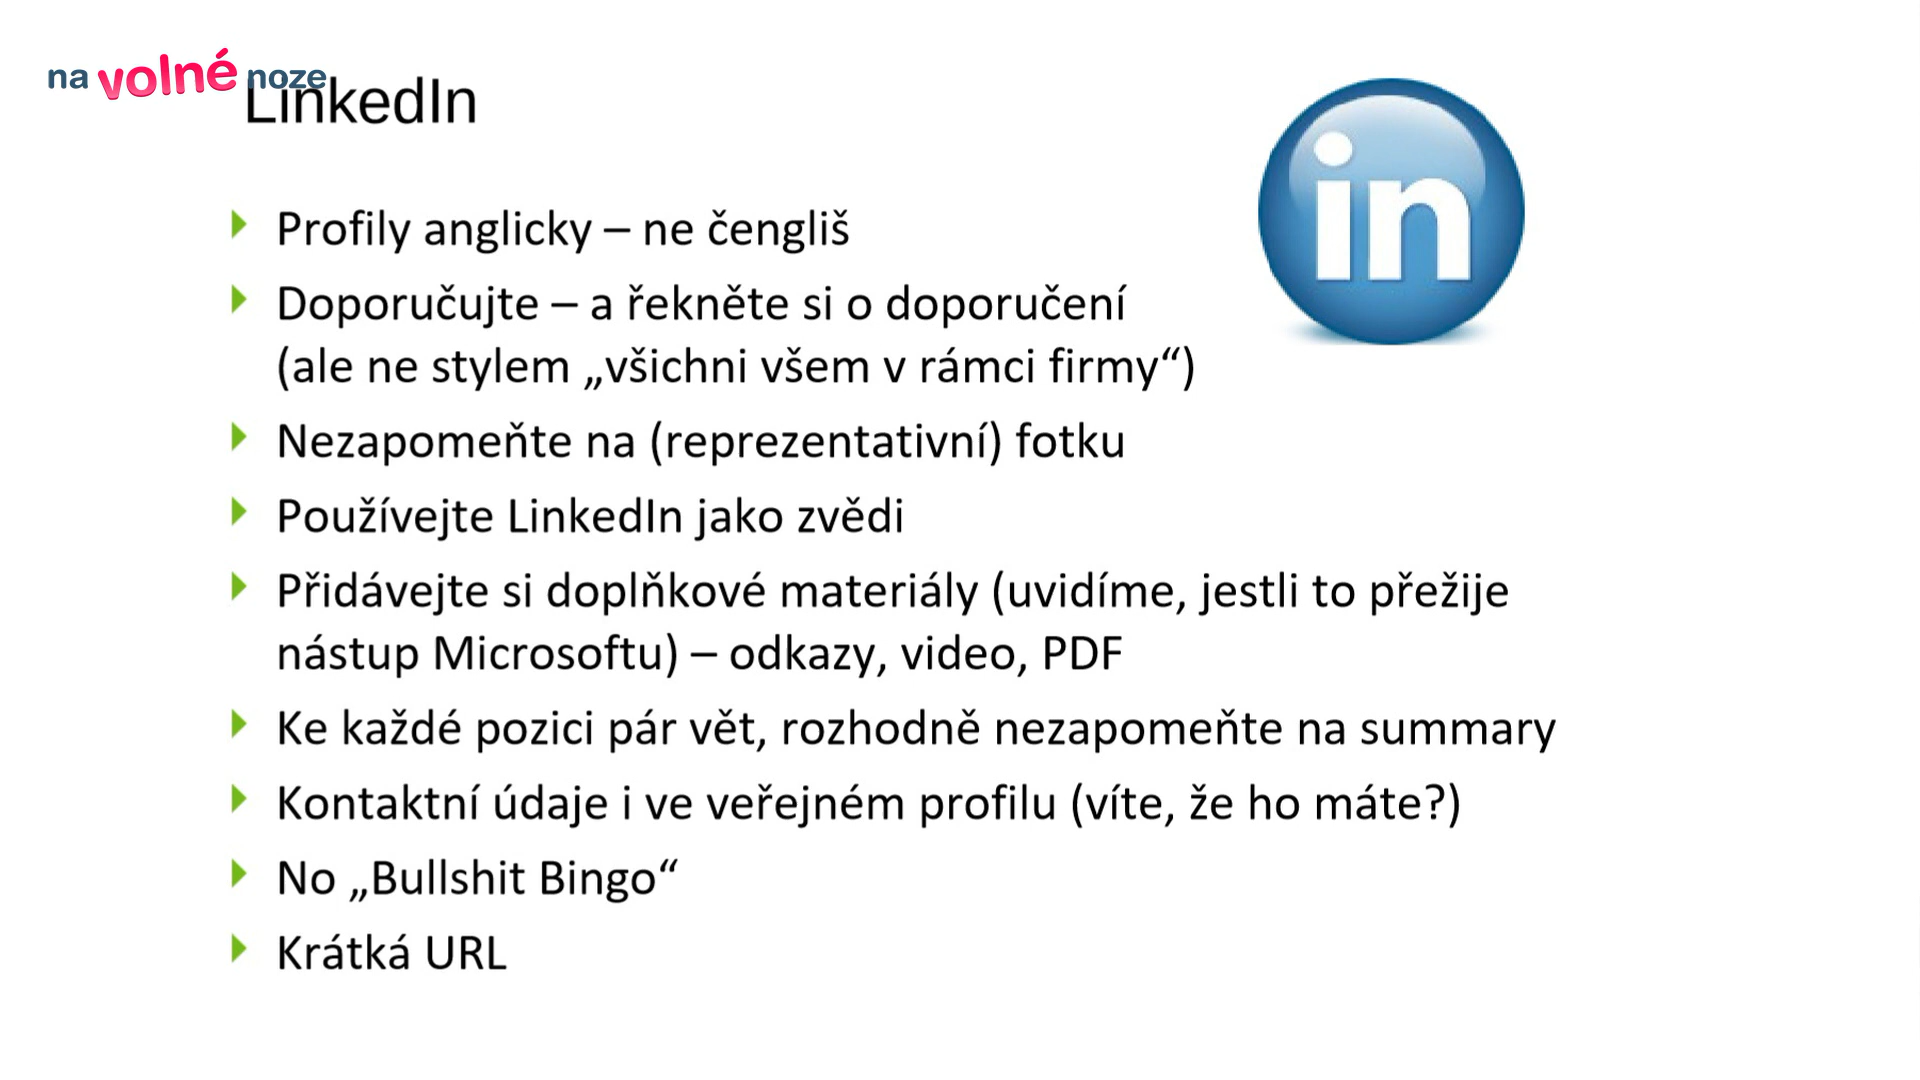 na volné noze
LinkedIn
in
Profily anglicky – ne čengliš
Doporučujte – a řekněte si o doporučení
(ale ne stylem „všichni všem v rámci firmy“)
Nezapomeňte na (reprezentativní) fotku
Používejte LinkedIn jako zvědi
Přidávejte si doplňkové materiály (uvidíme, jestli to přežije
nástup Microsoftu) – odkazy, video, PDF
Ke každé pozici pár vět, rozhodně nezapomeňte na summary
Kontaktní údaje i ve veřejném profilu (víte, že ho máte?)
No „Bullshit Bingo“
Krátká URL